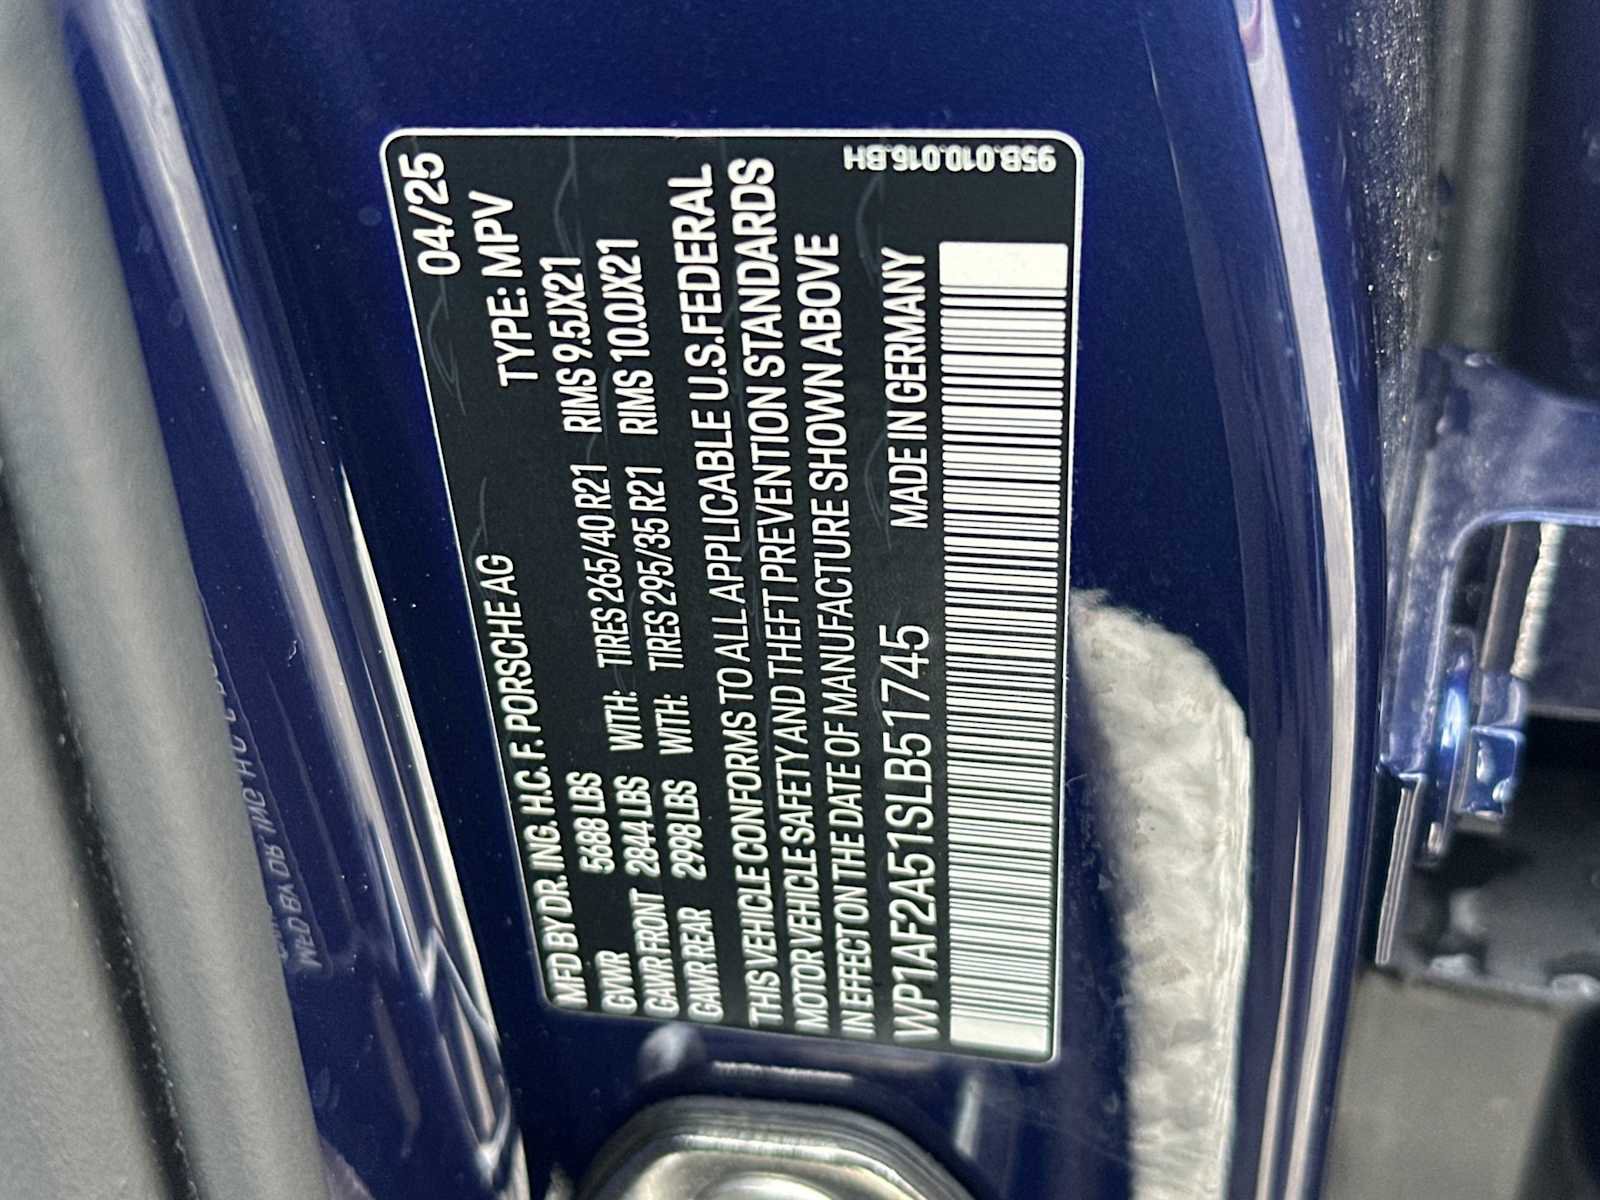 04/25
MFD BY DR. ING. H.C. F. PORSCHE AG TYPE: MPV
GVWR 5688 LBS
GAWR FRONT 2844 LBS WITH: TIRES 265/40 R21 RIMS 9.5JX21
GAWR REAR 2998 LBS WITH: TIRES 295/35 R21 RIMS 10.0JX21
THIS VEHICLE CONFORMS TO ALL APPLICABLE U.S. FEDERAL
MOTOR VEHICLE SAFETY AND THEFT PREVENTION STANDARDS
IN EFFECT ON THE DATE OF MANUFACTURE SHOWN ABOVE
MADE IN GERMANY
WP1AF2A51SLB51745
95B.010.016.BH